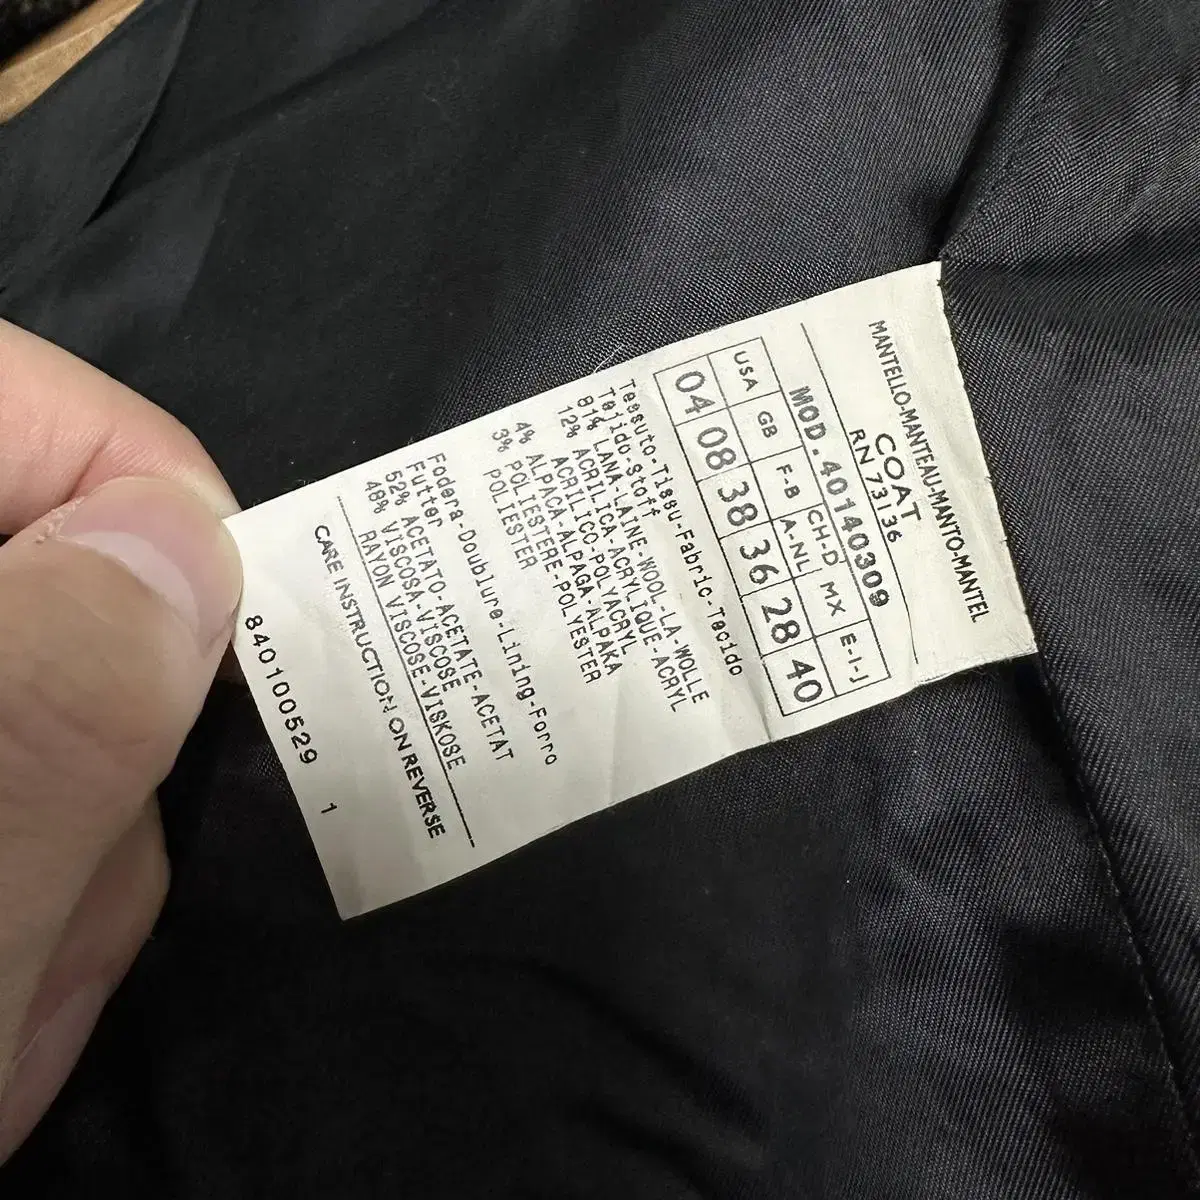 MANTELLO-MANTEAU-MANTO-MANTEL
COAT
RN 73136
MOD. 40140309
USA GB F-B CH-D MX E-I-J
A-NL
04 08 38 36 28 40
Tessuto-Tissu-Fabric-Tecido
Tejido-Stoff
81% LANA-LAINE-WOOL-LA-WOLLE
12% ACRILICA-ACRYLIQUE-ACRYL
ACRILICO-POLYACRYL
4% ALPACA-ALPAGA-ALPAKA
3% POLIESTERE-POLYESTER
POLIESTER
Fodera-Doublure-Lining-Forro
Futter
52% ACETATO-ACETATE-ACETAT
48% VISCOSA-VISCOSE
RAYON VISCOSE-VISKOSE
CARE INSTRUCTION ON REVERSE
840100529 1